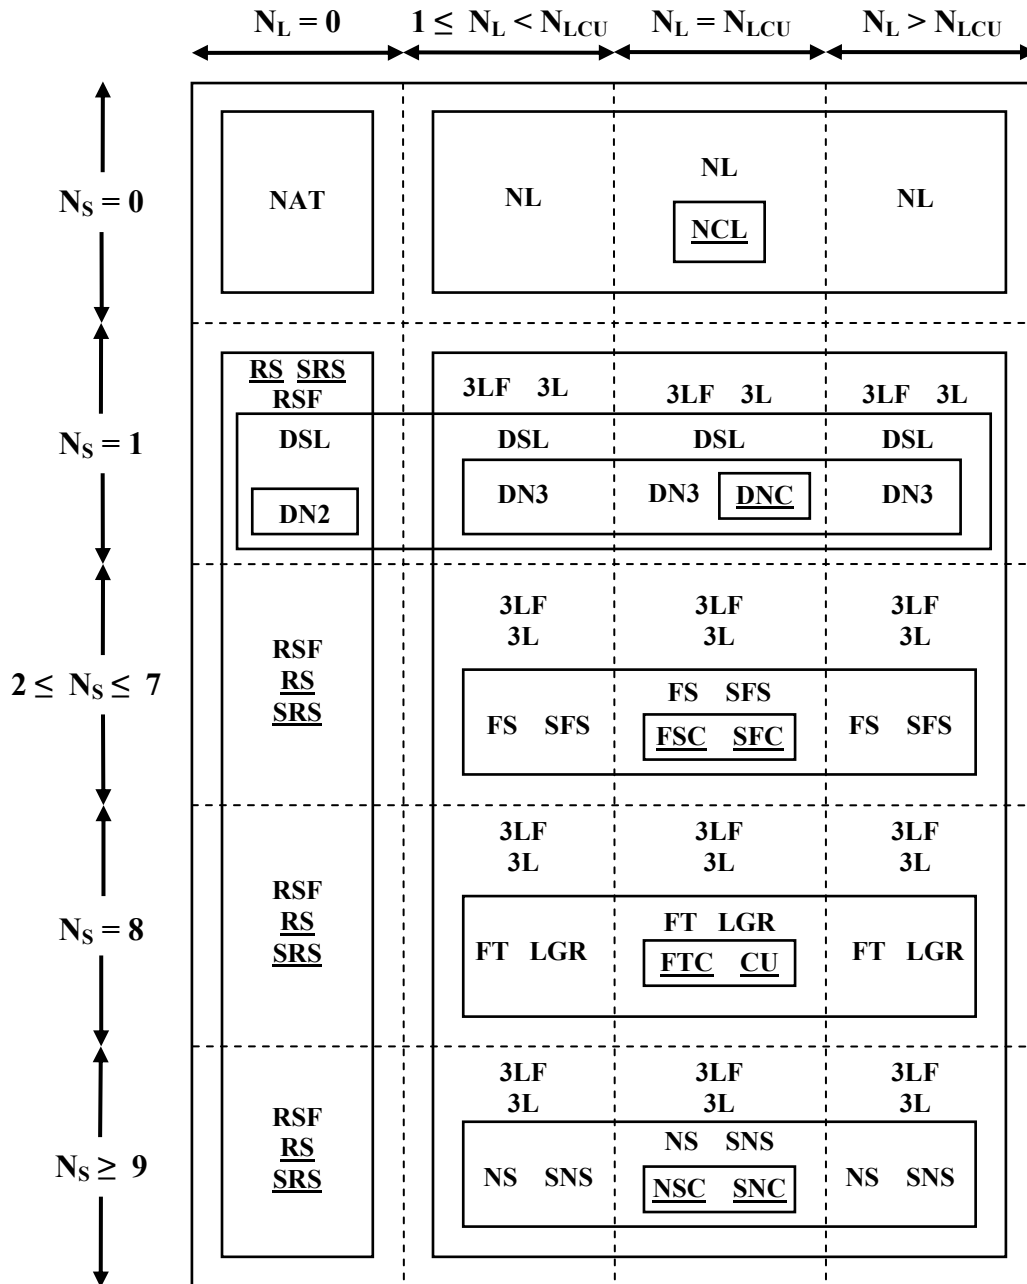 N_L = 0 1 ≤ N_L < N_LCU N_L = N_LCU N_L > N_LCU
N_S = 0
NAT NL NL NL
NCL
N_S = 1
RS SRS
RSF
3LF 3L 3LF 3L 3LF 3L
DSL DSL DSL DSL
DN2 DN3 DN3 DNC DN3
2 ≤ N_S ≤ 7
RSF
RS
SRS
3LF 3LF 3LF
3L 3L 3L
FS SFS FS SFS FS SFS
FSC SFC
N_S = 8
RSF
RS
SRS
3LF 3LF 3LF
3L 3L 3L
FT LGR FT LGR FT LGR
FTC CU
N_S ≥ 9
RSF
RS
SRS
3LF 3LF 3LF
3L 3L 3L
NS SNS NS SNS NS SNS
NSC SNC